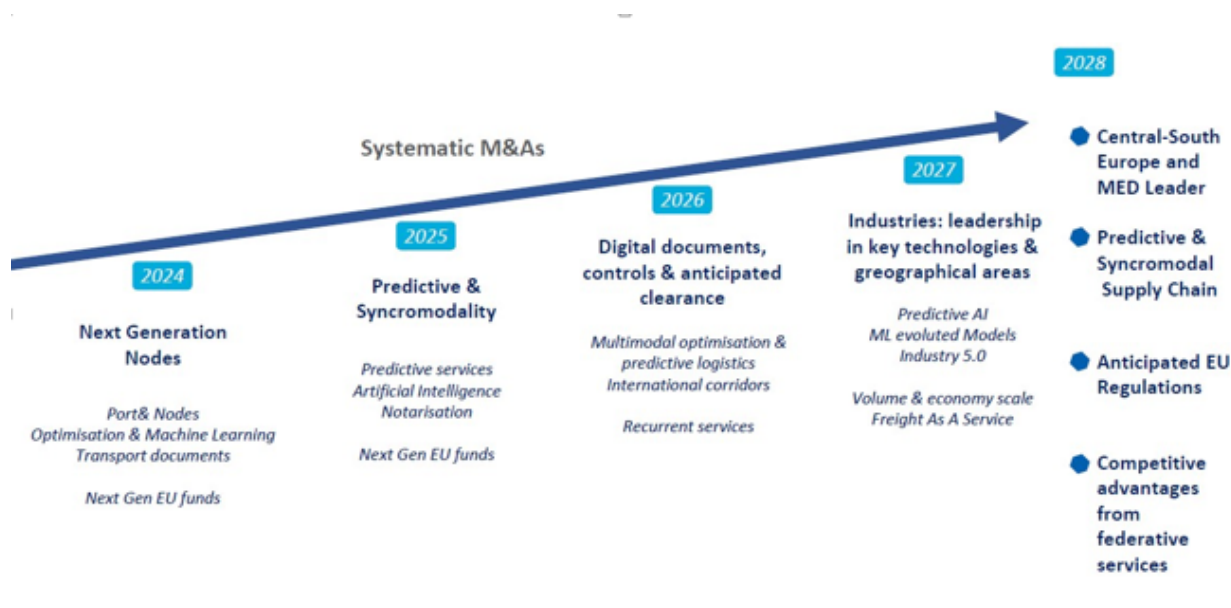 Systematic M&As
2024
Next Generation
Nodes
Port& Nodes
Optimisation & Machine Learning
Transport documents
Next Gen EU funds
2025
Predictive &
Syncromodality
Predictive services
Artificial Intelligence
Notarisation
Next Gen EU funds
2026
Digital documents,
controls & anticipated
clearance
Multimodal optimisation &
predictive logistics
International corridors
Recurrent services
2027
Industries: leadership
in key technologies &
greographical areas
Predictive AI
ML evoluted Models
Industry 5.0
Volume & economy scale
Freight As A Service
2028
Central-South
Europe and
MED Leader
Predictive &
Syncromodal
Supply Chain
Anticipated EU
Regulations
Competitive
advantages
from
federative
services